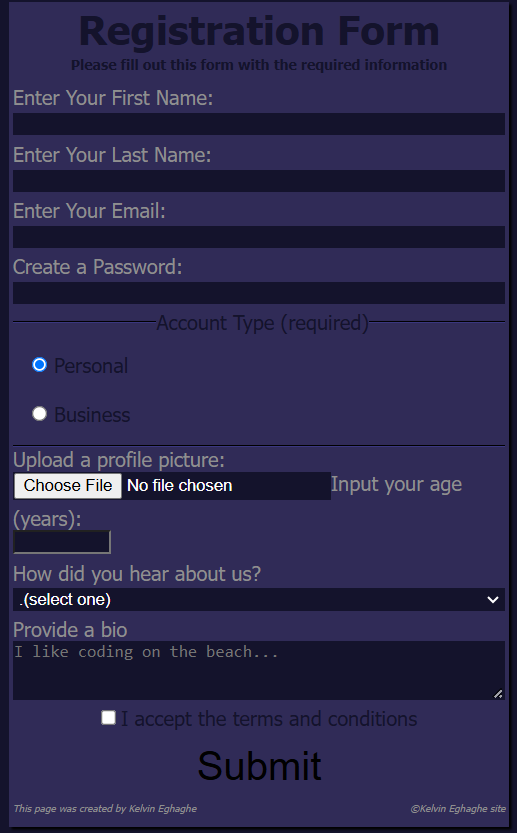 Registration Form
Please fill out this form with the required information
Enter Your First Name:
Enter Your Last Name:
Enter Your Email:
Create a Password:
Account Type (required)
Personal
Business
Upload a profile picture:
Choose File No file chosen Input your age
(years):
How did you hear about us?
.(select one)
Provide a bio
I like coding on the beach...
I accept the terms and conditions
Submit
This page was created by Kelvin Eghaghe ©Kelvin Eghaghe site